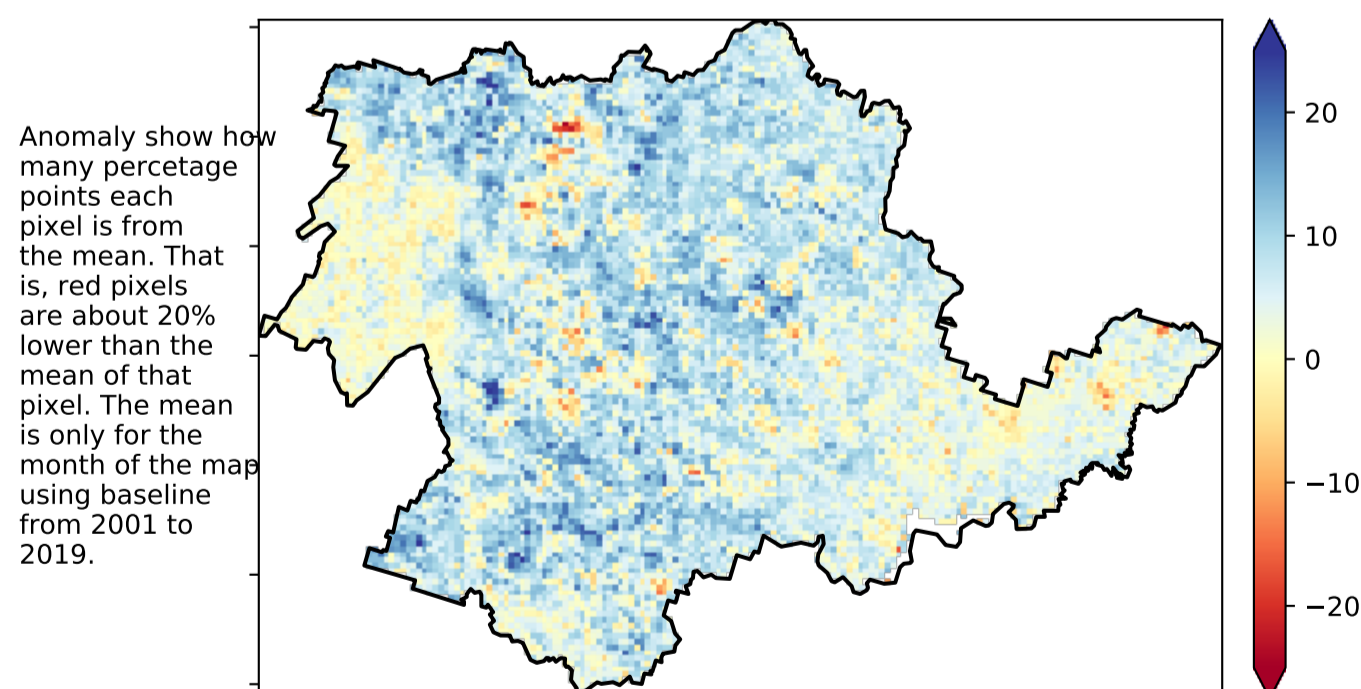 Anomaly show how
many percetage
points each
pixel is from
the mean. That
is, red pixels
are about 20%
lower than the
mean of that
pixel. The mean
is only for the
month of the map
using baseline
from 2001 to
2019.
20
10
0
−10
−20